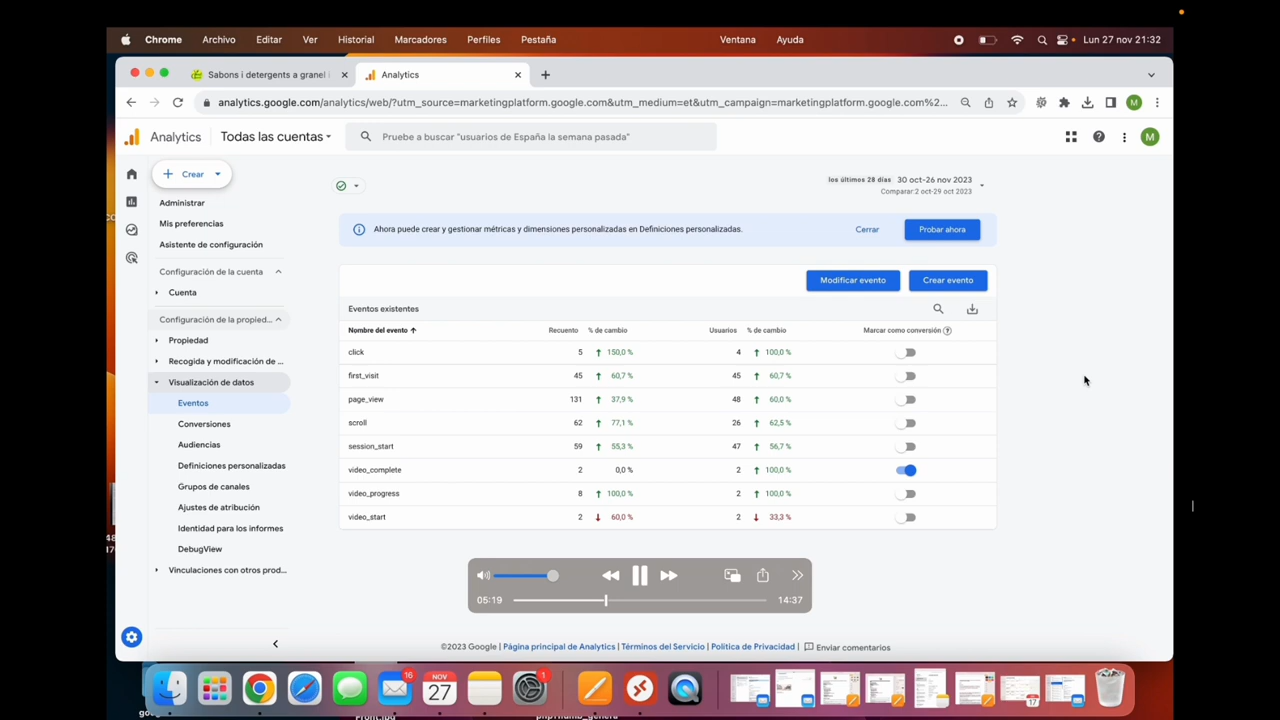 Chrome Archivo Editar Ver Historial Marcadores Perfiles Pestaña Ventana Ayuda Lun 27 nov 21:32
Sabons i detergents a granel i Analytics
analytics.google.com/analytics/web/?utm_source=marketingplatform.google.com&utm_medium=et&utm_campaign=marketingplatform.google.com%2... M
Analytics Todas las cuentas Pruebe a buscar "usuarios de España la semana pasada" M
Crear
Administrar
Mis preferencias
Asistente de configuración
Configuración de la cuenta
Cuenta
Configuración de la propied...
Propiedad
Recogida y modificación de ...
Visualización de datos
Eventos
Conversiones
Audiencias
Definiciones personalizadas
Grupos de canales
Ajustes de atribución
Identidad para los informes
DebugView
Vinculaciones con otros prod...
los últimos 28 días 30 oct-26 nov 2023
Comparar:2 oct-29 oct 2023
Ahora puede crear y gestionar métricas y dimensiones personalizadas en Definiciones personalizadas. Cerrar Probar ahora
Modificar evento Crear evento
Eventos existentes
Nombre del evento Recuento % de cambio Usuarios % de cambio Marcar como conversión
click 5 150,0 % 4 100,0 %
first_visit 45 60,7 % 45 60,7 %
page_view 131 37,9 % 48 60,0 %
scroll 62 77,1 % 26 62,5 %
session_start 59 55,3 % 47 56,7 %
video_complete 2 0,0 % 2 100,0 %
video_progress 8 100,0 % 2 100,0 %
video_start 2 60,0 % 2 33,3 %
05:19 14:37
©2023 Google | Página principal de Analytics | Términos del Servicio | Política de Privacidad | Enviar comentarios
16
NOV
27
1
17